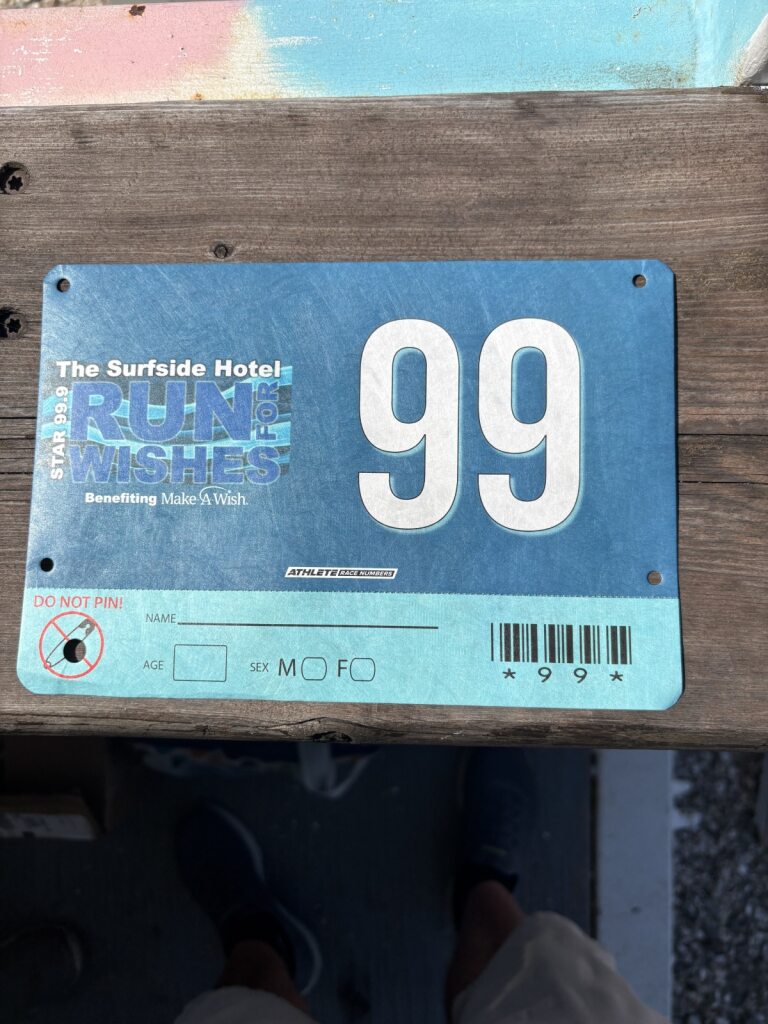 The Surfside Hotel
STAR 99.9
RUN FOR
WISHES
Benefiting Make-A-Wish.
99
ATHLETE RACE NUMBERS
DO NOT PIN!
NAME
AGE
SEX M F
*99*